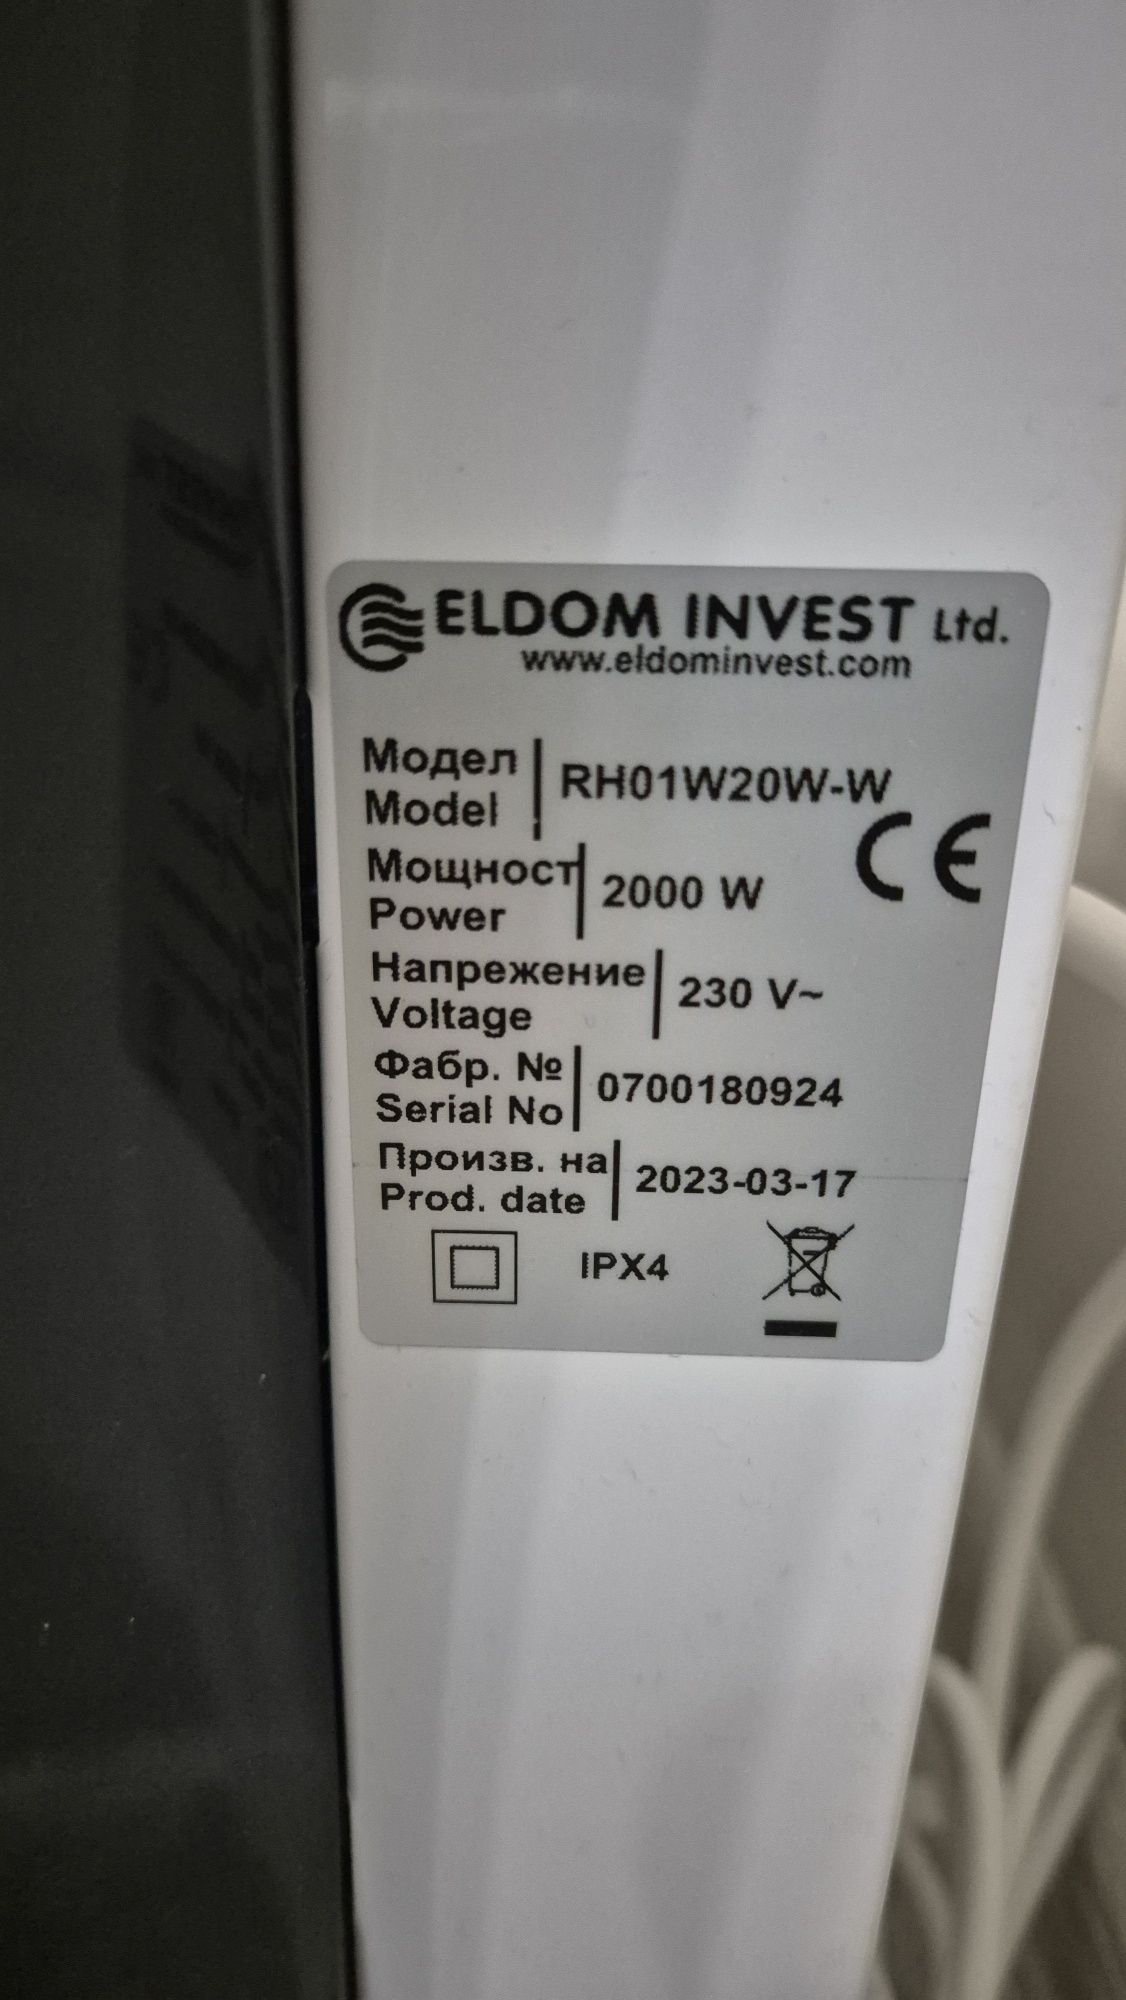 ELDOM INVEST Ltd.
www.eldominvest.com
Модел
Model
RH01W20W-W
CE
Мощност
Power
2000 W
Напрежение
Voltage
230 V~
Фабр. №
Serial No
0700180924
Произв. на
Prod. date
2023-03-17
IPX4